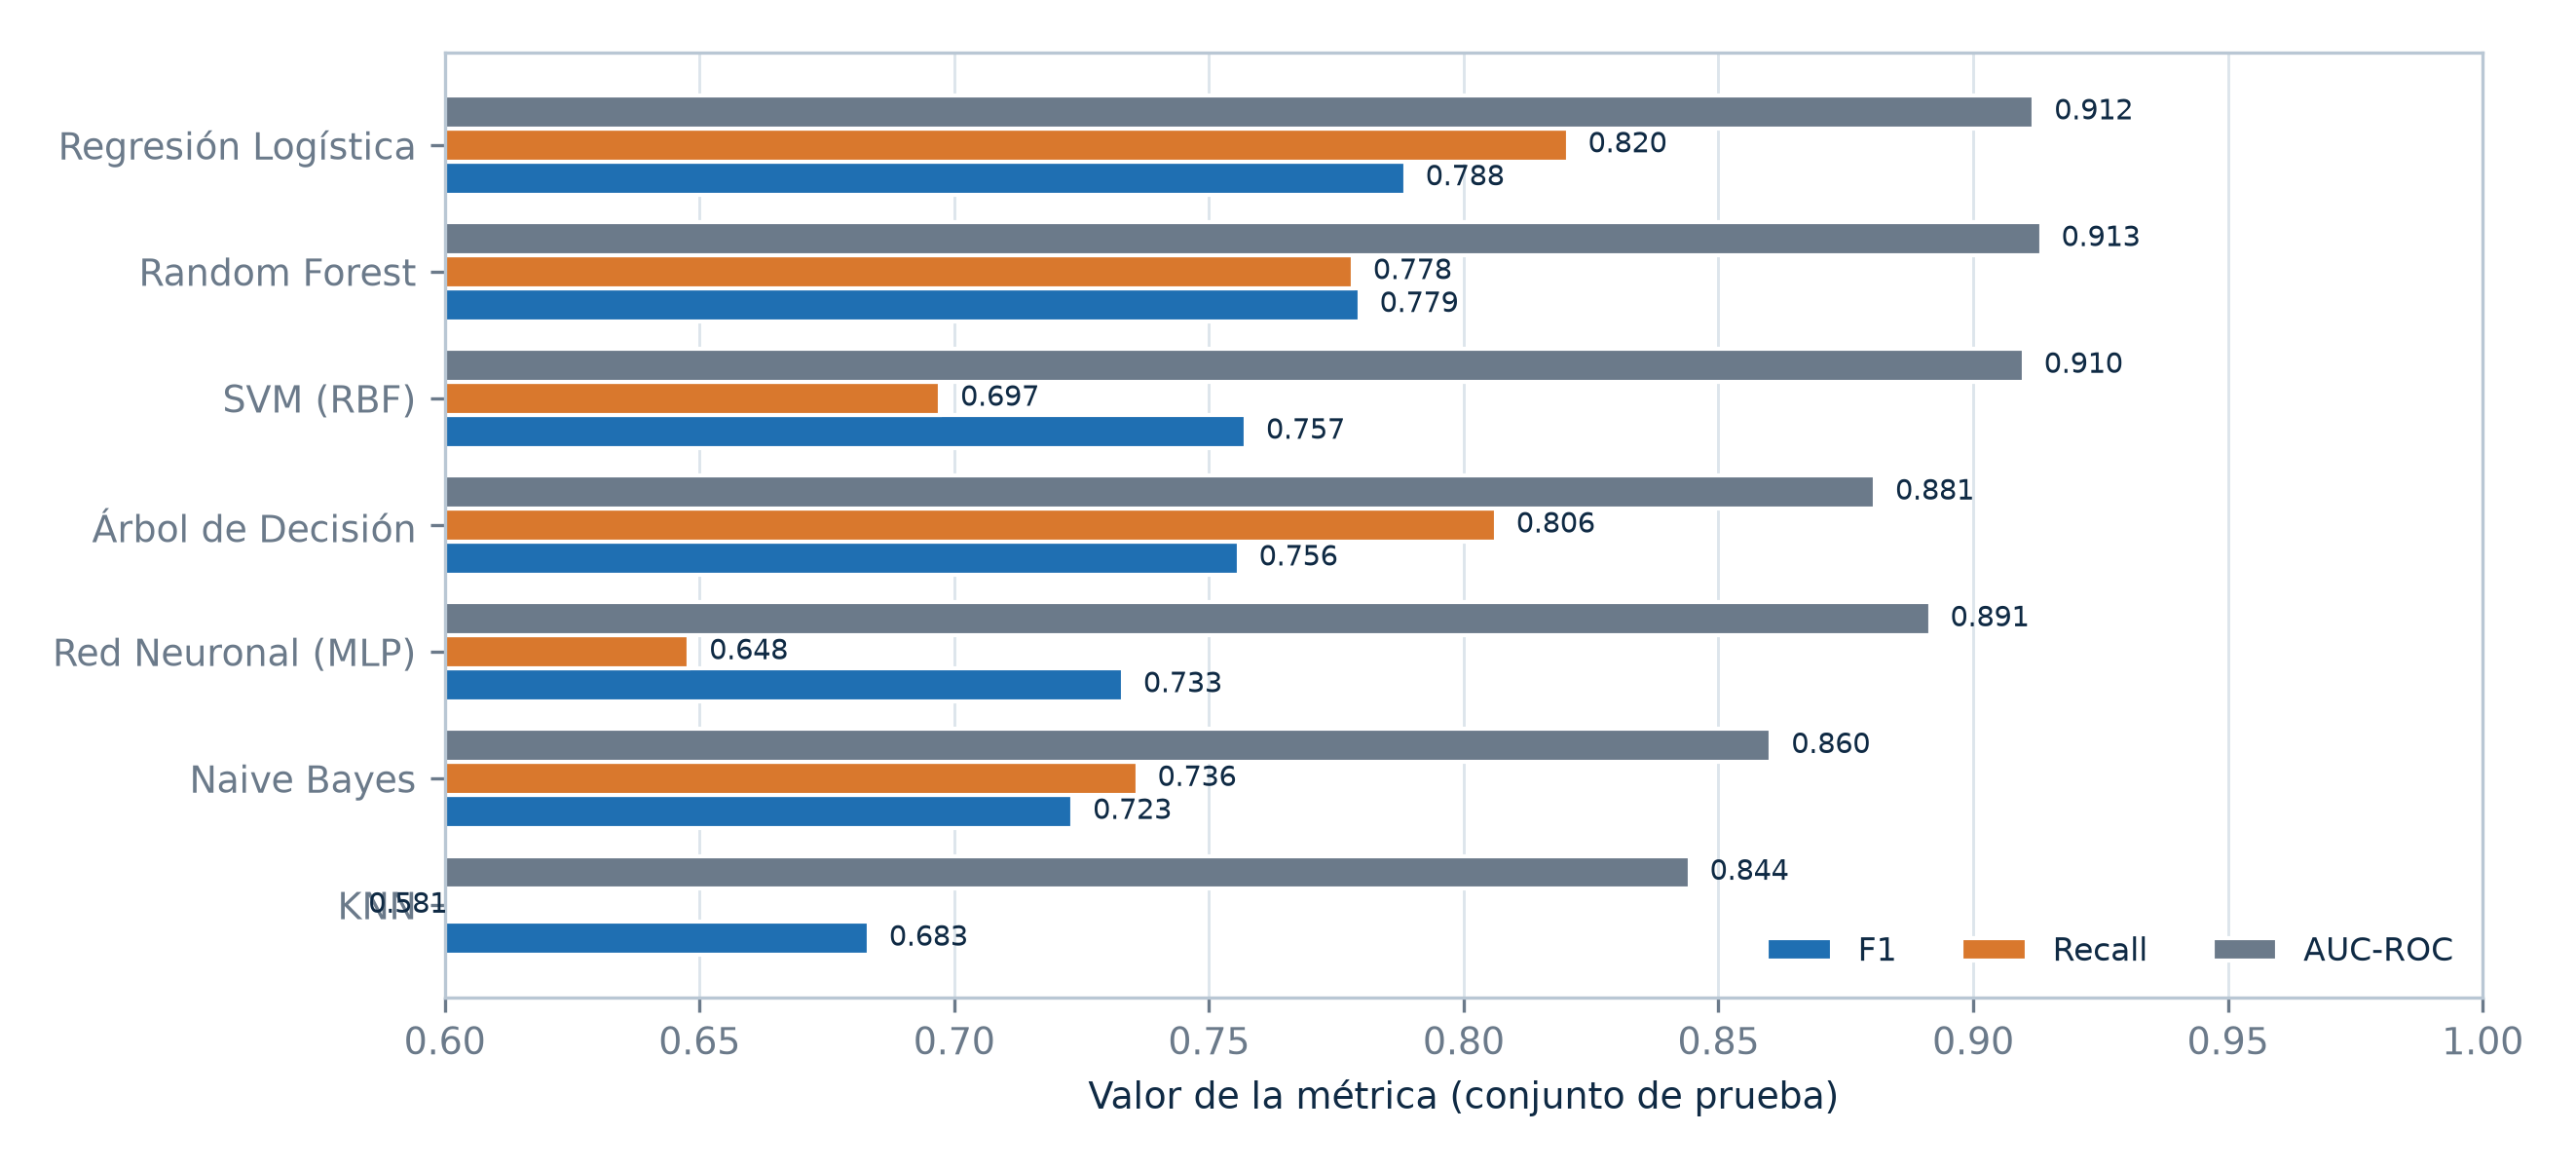 0.912
Regresión Logística
0.820
0.788
0.913
Random Forest
0.778
0.779
0.910
SVM (RBF)
0.697
0.757
0.881
Árbol de Decisión
0.806
0.756
0.891
Red Neuronal (MLP)
0.648
0.733
0.860
Naive Bayes
0.736
0.723
0.844
KNN
0.581
0.683
F1 Recall AUC-ROC
0.60 0.65 0.70 0.75 0.80 0.85 0.90 0.95 1.00
Valor de la métrica (conjunto de prueba)